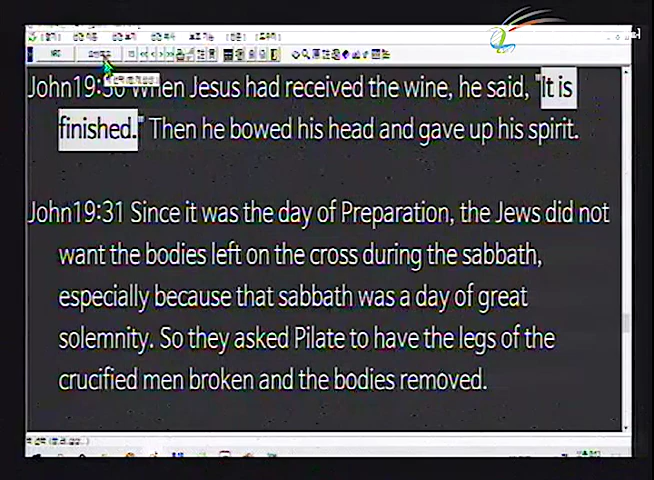 John19:30 When Jesus had received the wine, he said, "It is
finished." Then he bowed his head and gave up his spirit.
John19:31 Since it was the day of Preparation, the Jews did not
want the bodies left on the cross during the sabbath,
especially because that sabbath was a day of great
solemnity. So they asked Pilate to have the legs of the
crucified men broken and the bodies removed.